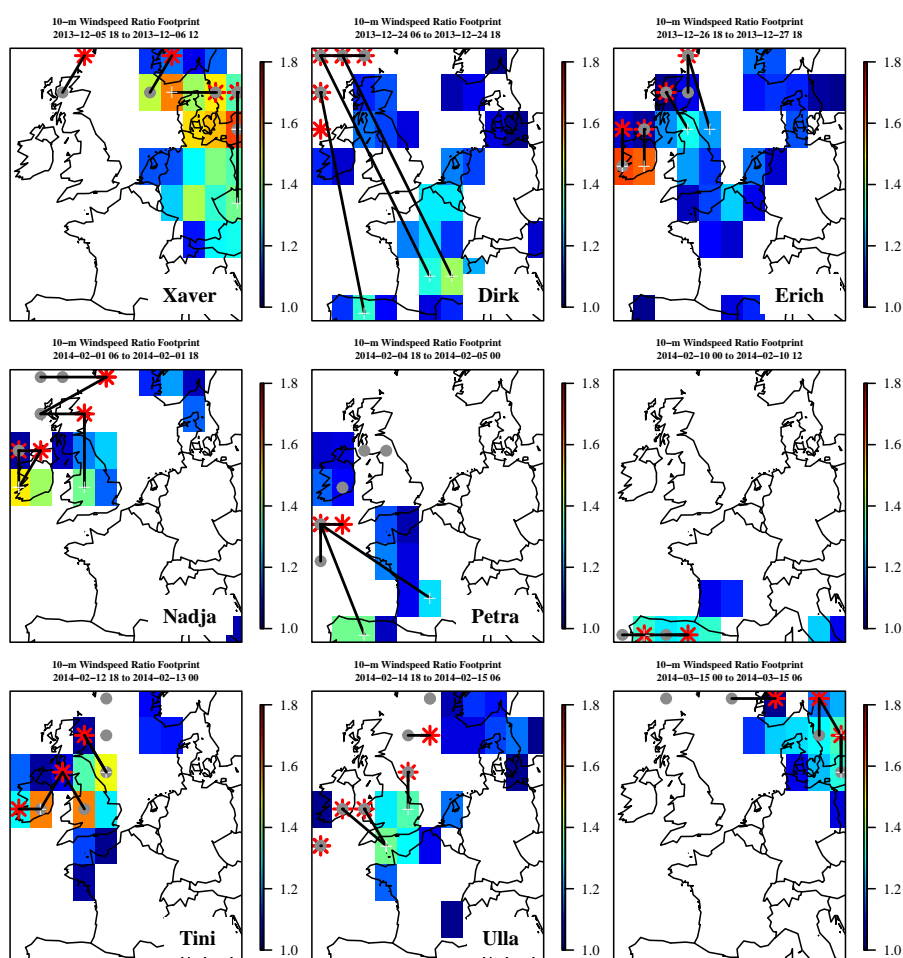 10−m Windspeed Ratio Footprint
2013−12−05 18 to 2013−12−06 12
1.8
1.6
1.4
1.2
1.0
Xaver
10−m Windspeed Ratio Footprint
2013−12−24 06 to 2013−12−24 18
1.8
1.6
1.4
1.2
1.0
Dirk
10−m Windspeed Ratio Footprint
2013−12−26 18 to 2013−12−27 18
1.8
1.6
1.4
1.2
1.0
Erich
10−m Windspeed Ratio Footprint
2014−02−01 06 to 2014−02−01 18
1.8
1.6
1.4
1.2
1.0
Nadja
10−m Windspeed Ratio Footprint
2014−02−04 18 to 2014−02−05 00
1.8
1.6
1.4
1.2
1.0
Petra
10−m Windspeed Ratio Footprint
2014−02−10 00 to 2014−02−10 12
1.8
1.6
1.4
1.2
1.0
10−m Windspeed Ratio Footprint
2014−02−12 18 to 2014−02−13 00
1.8
1.6
1.4
1.2
1.0
Tini
10−m Windspeed Ratio Footprint
2014−02−14 18 to 2014−02−15 06
1.8
1.6
1.4
1.2
1.0
Ulla
10−m Windspeed Ratio Footprint
2014−03−15 00 to 2014−03−15 06
1.8
1.6
1.4
1.2
1.0